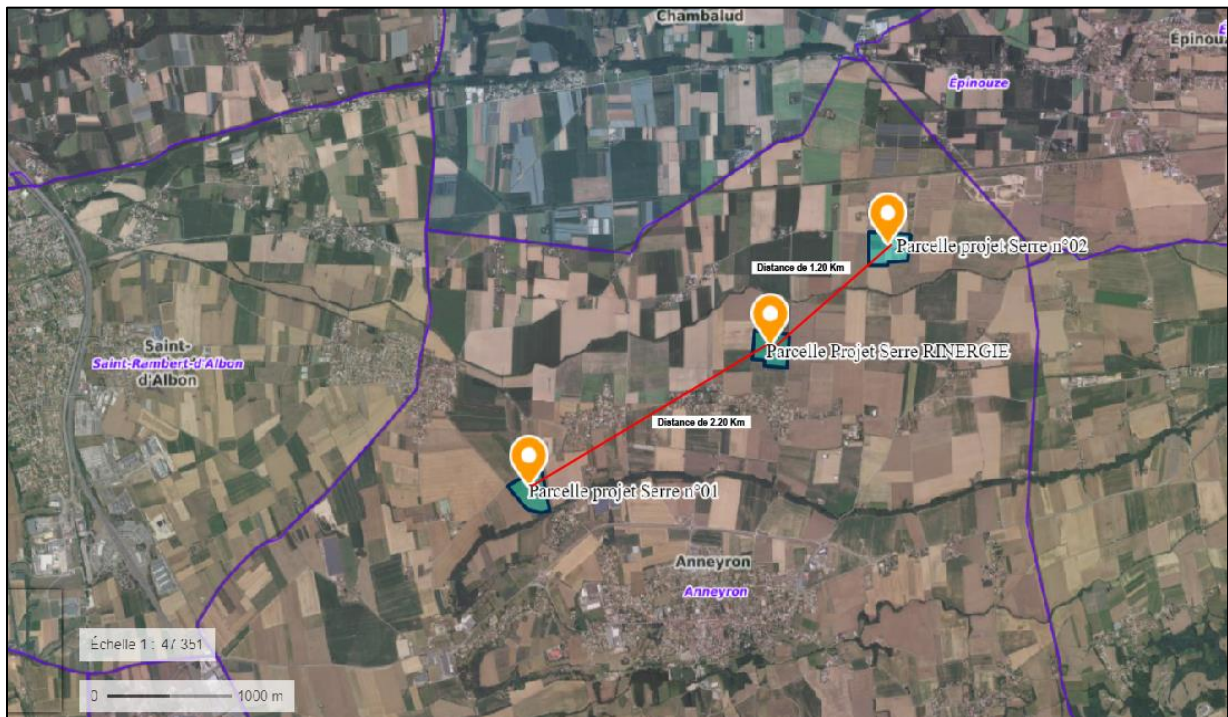 Chambalud
Épinouz
Épinouze
Parcelle projet Serre n°02
Distance de 1.20 Km
Parcelle Projet Serre RINERGIE
Saint-
Saint-Rambert-d'Albon
d'Albon
Distance de 2.20 Km
Parcelle projet Serre n°01
Anneyron
Anneyron
Échelle 1 : 47 351
0 1000 m